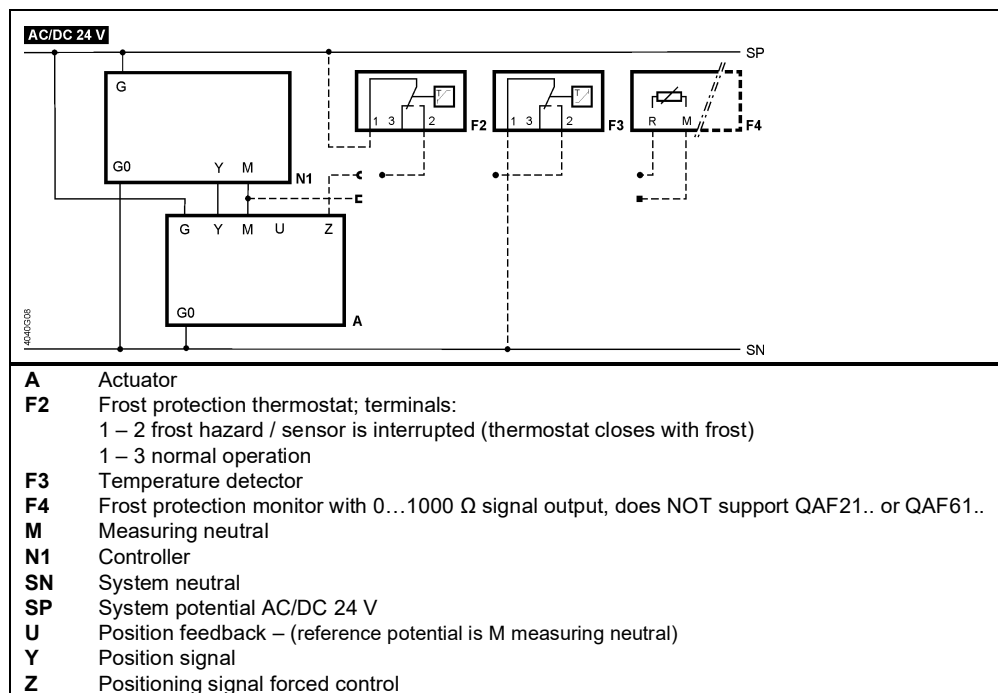 AC/DC 24 V
SP
G
1 3 2
F2
1 3 2
F3
R M
F4
G0 Y M
N1
G Y M U Z
G0
A
4040G08
SN
A Actuator
F2 Frost protection thermostat; terminals:
1 – 2 frost hazard / sensor is interrupted (thermostat closes with frost)
1 – 3 normal operation
F3 Temperature detector
F4 Frost protection monitor with 0…1000 Ω signal output, does NOT support QAF21.. or QAF61..
M Measuring neutral
N1 Controller
SN System neutral
SP System potential AC/DC 24 V
U Position feedback – (reference potential is M measuring neutral)
Y Position signal
Z Positioning signal forced control